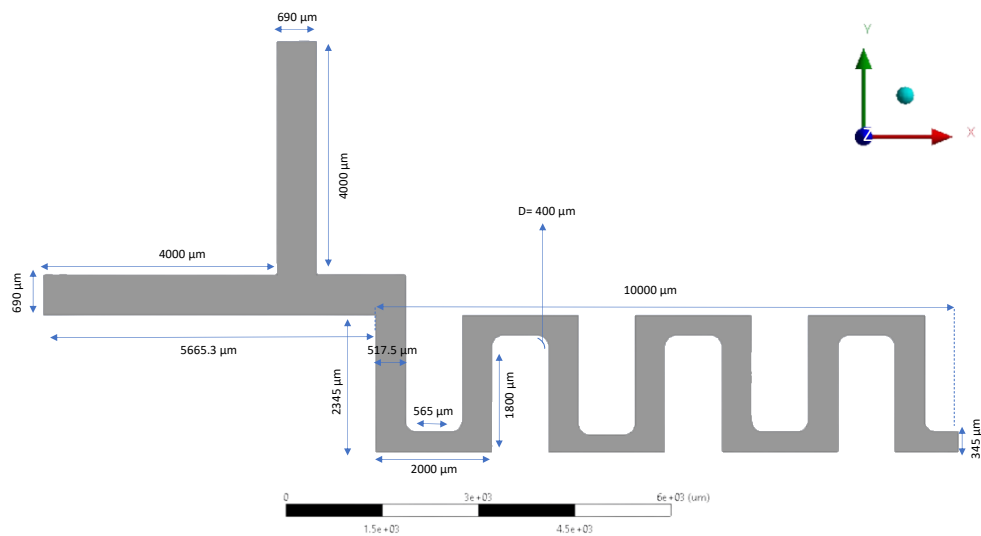 690 µm
Y
Z
X
4000 µm
D= 400 µm
4000 µm
690 µm
10000 µm
5665.3 µm
517.5 µm
2345 µm
565 µm
1800 µm
345 µm
2000 µm
0
3e+03
6e+03 (um)
1.5e+03
4.5e+03